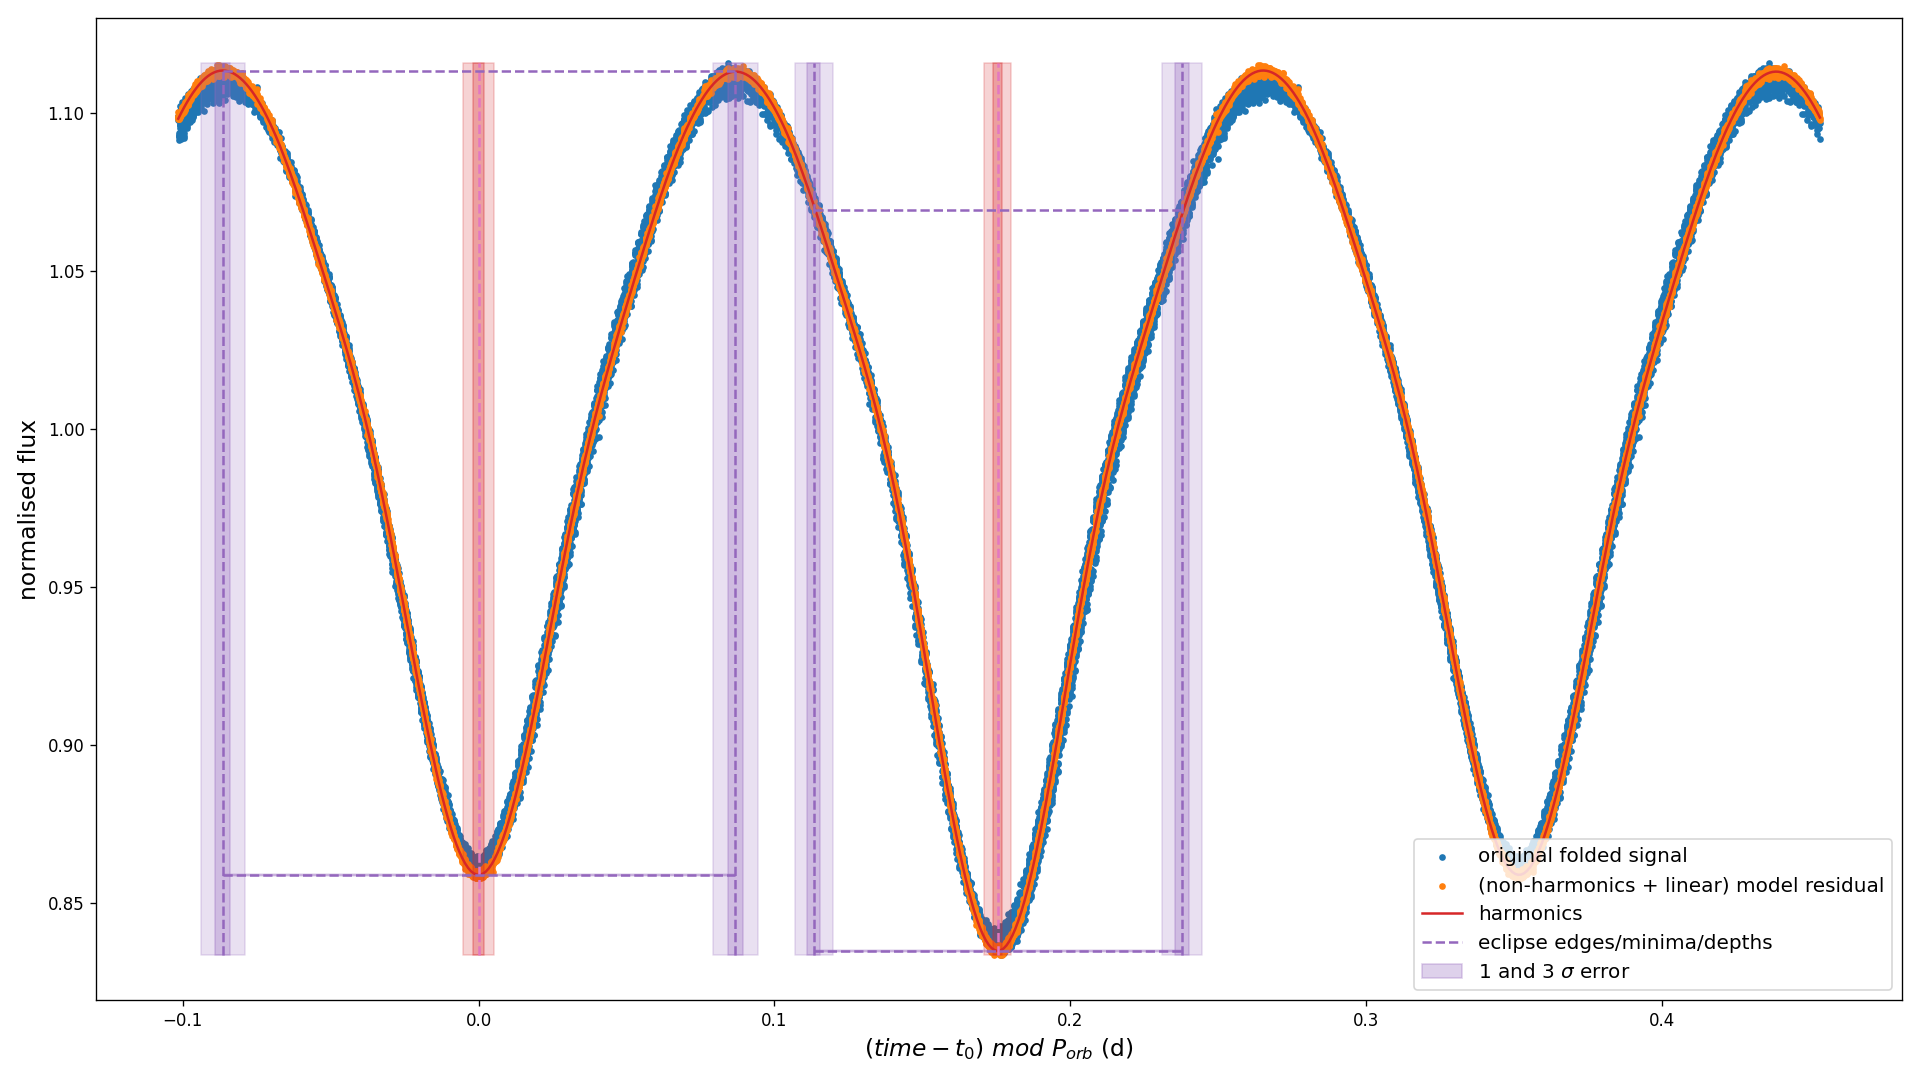 normalised flux
1.10
1.05
1.00
0.95
0.90
0.85
−0.1 0.0 0.1 0.2 0.3 0.4
(time − t₀) mod P_orb (d)
original folded signal
(non-harmonics + linear) model residual
harmonics
eclipse edges/minima/depths
1 and 3 σ error